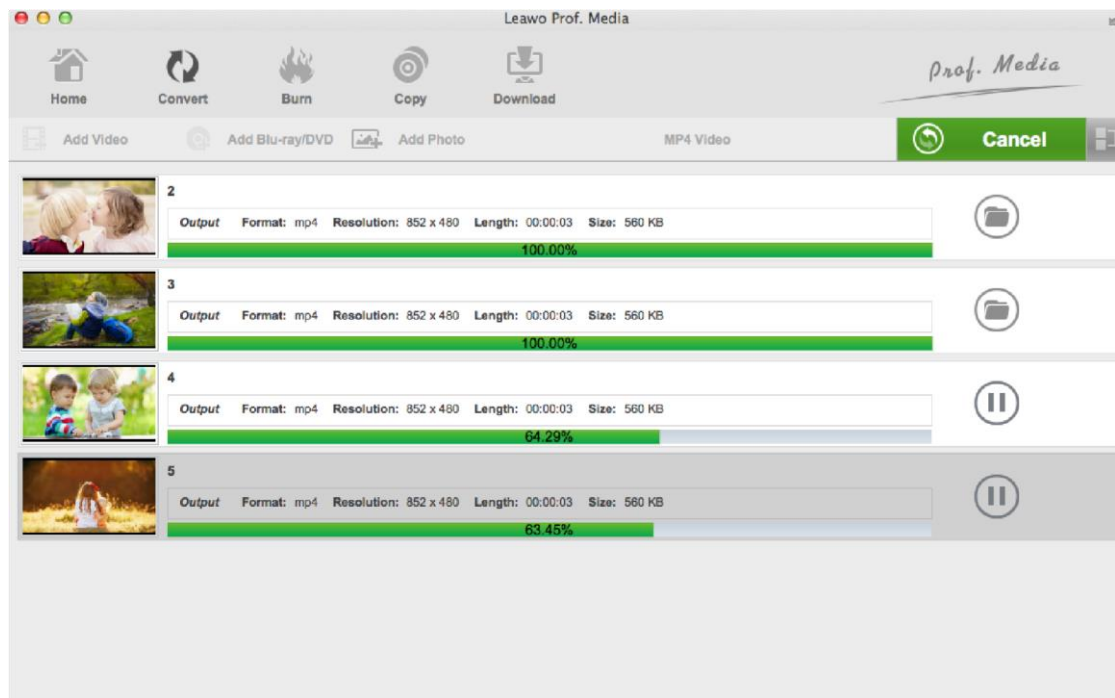 Leawo Prof. Media
Home Convert Burn Copy Download
Prof. Media
Add Video Add Blu-ray/DVD Add Photo MP4 Video Cancel
2
Output Format: mp4 Resolution: 852 x 480 Length: 00:00:03 Size: 560 KB
100.00%
3
Output Format: mp4 Resolution: 852 x 480 Length: 00:00:03 Size: 560 KB
100.00%
4
Output Format: mp4 Resolution: 852 x 480 Length: 00:00:03 Size: 560 KB
64.29%
5
Output Format: mp4 Resolution: 852 x 480 Length: 00:00:03 Size: 560 KB
63.45%